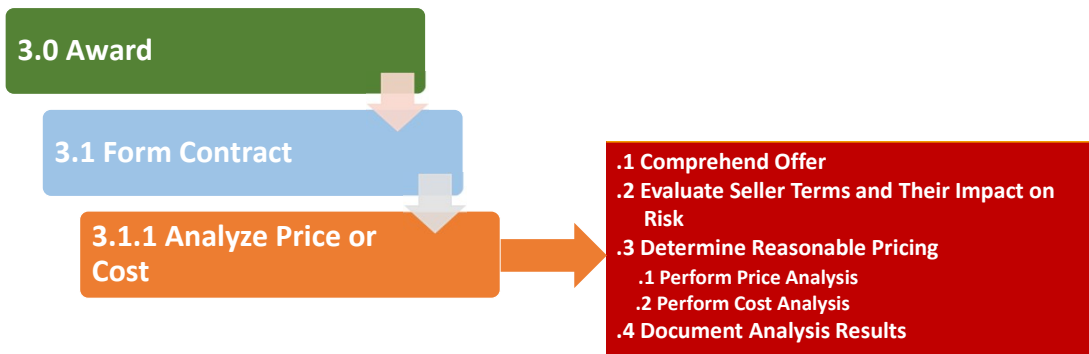 3.0 Award
3.1 Form Contract
3.1.1 Analyze Price or
Cost
.1 Comprehend Offer
.2 Evaluate Seller Terms and Their Impact on
Risk
.3 Determine Reasonable Pricing
.1 Perform Price Analysis
.2 Perform Cost Analysis
.4 Document Analysis Results